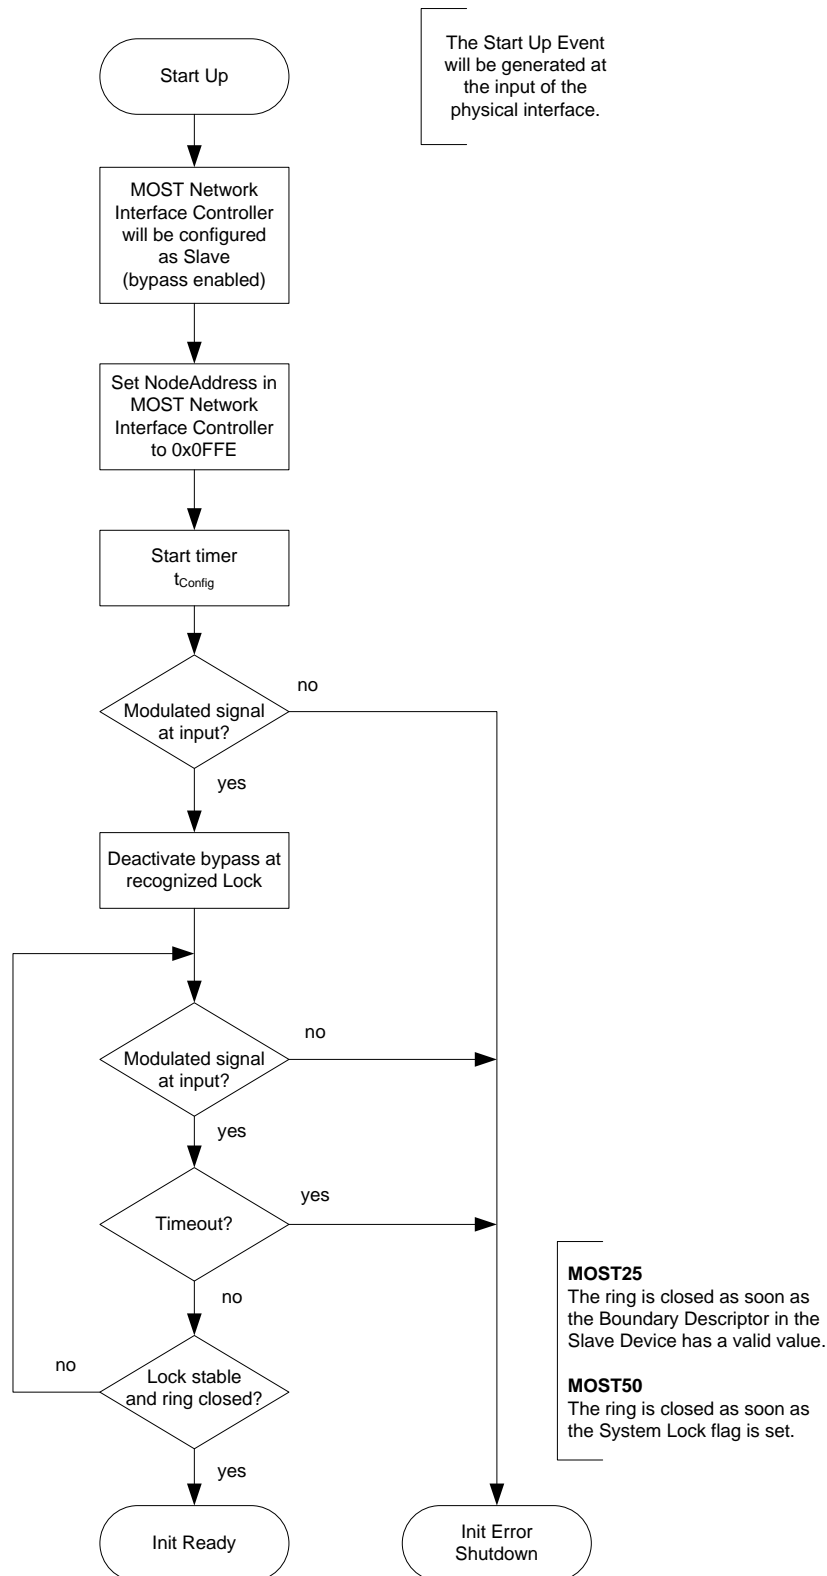 Start Up
The Start Up Event
will be generated at
the input of the
physical interface.
MOST Network
Interface Controller
will be configured
as Slave
(bypass enabled)
Set NodeAddress in
MOST Network
Interface Controller
to 0x0FFE
Start timer
tConfig
Modulated signal
at input?
no
yes
Deactivate bypass at
recognized Lock
Modulated signal
at input?
no
yes
Timeout?
yes
no
MOST25
The ring is closed as soon as
the Boundary Descriptor in the
Slave Device has a valid value.
MOST50
The ring is closed as soon as
the System Lock flag is set.
Lock stable
and ring closed?
no
yes
Init Ready
Init Error
Shutdown